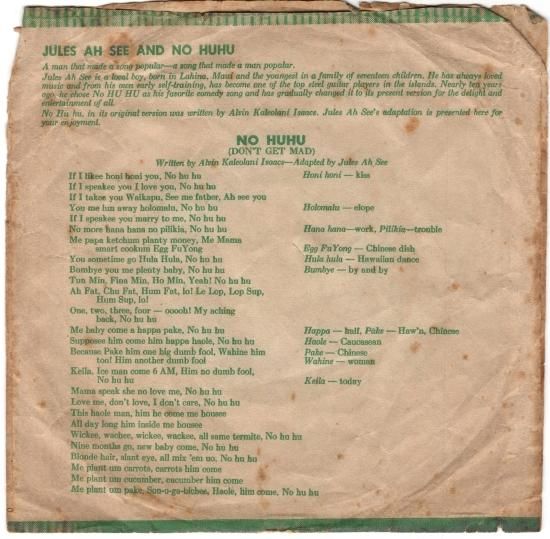 JULES AH SEE AND NO HUHU
A man that made a song popular—a song that made a man popular.
Jules Ah See is a local boy, born in Lahina, Maui and the youngest in a family of seventeen children. He has always loved
music and from his own early self-training, has become one of the top steel guitar players in the islands. Nearly ten years
ago, he chose No HU HU as his favorite comedy song and has gradually changed it to its present version for the delight and
entertainment of all.
No Hu hu, in its original version was written by Alvin Kaleolani Isaacs. Jules Ah See's adaptation is presented here for
your enjoyment.
NO HUHU
(DON'T GET MAD)
Written by Alvin Kaleolani Isaacs—Adapted by Jules Ah See
If I likee honi honi you, No hu hu Honi honi — kiss
If I speakee you I love you, No hu hu
If I takee you Waikapu, See me father, Ah see you
You me lun away holomalu, No hu hu Holomalu — elope
If I speakee you marry to me, No hu hu
No more hana hana no pilikia, No hu hu Hana hana—work, Pilikia—trouble
Me papa ketchum planty money, Me Mama
smart cookum Egg FuYong Egg FuYong — Chinese dish
You sometime go Hula Hula, No hu hu Hula hula — Hawaiian dance
Bumbye you me plenty baby, No hu hu Bumbye — by and by
Tun Min, Fina Min, Ho Min, Yeah! No hu hu
Ah Fat, Chu Fat, Hum Fat, lo! Le Lop, Lop Sup,
Hum Sup, lo!
One, two, three, four — ooooh! My aching
back, No hu hu
Me baby come a happa pake, No hu hu Happa — half, Pake — Haw'n, Chinese
Supposee him come him happa haole, No hu hu Haole — Caucasean
Because Pake him one big dumb fool, Wahine him Pake — Chinese
too! Him another dumb fool Wahine — woman
Keila, Ice man come 6 AM, Him no dumb fool,
No hu hu Keila — today
Mama speak she no love me, No hu hu
Love me, don't love, I don't care, No hu hu
This haole man, him he come me housee
All day long him inside me housee
Wickee, wachee, wickee, wackee, all same termite, No hu hu
Nine months go, new baby come, No hu hu
Blonde hair, slant eye, all mix 'em uo, No hu hu
Me plant um carrots, carrots him come
Me plant um cucumber, cucumber him come
Me plant um pake, Son-u-ga-biches, Haole, him come, No hu hu